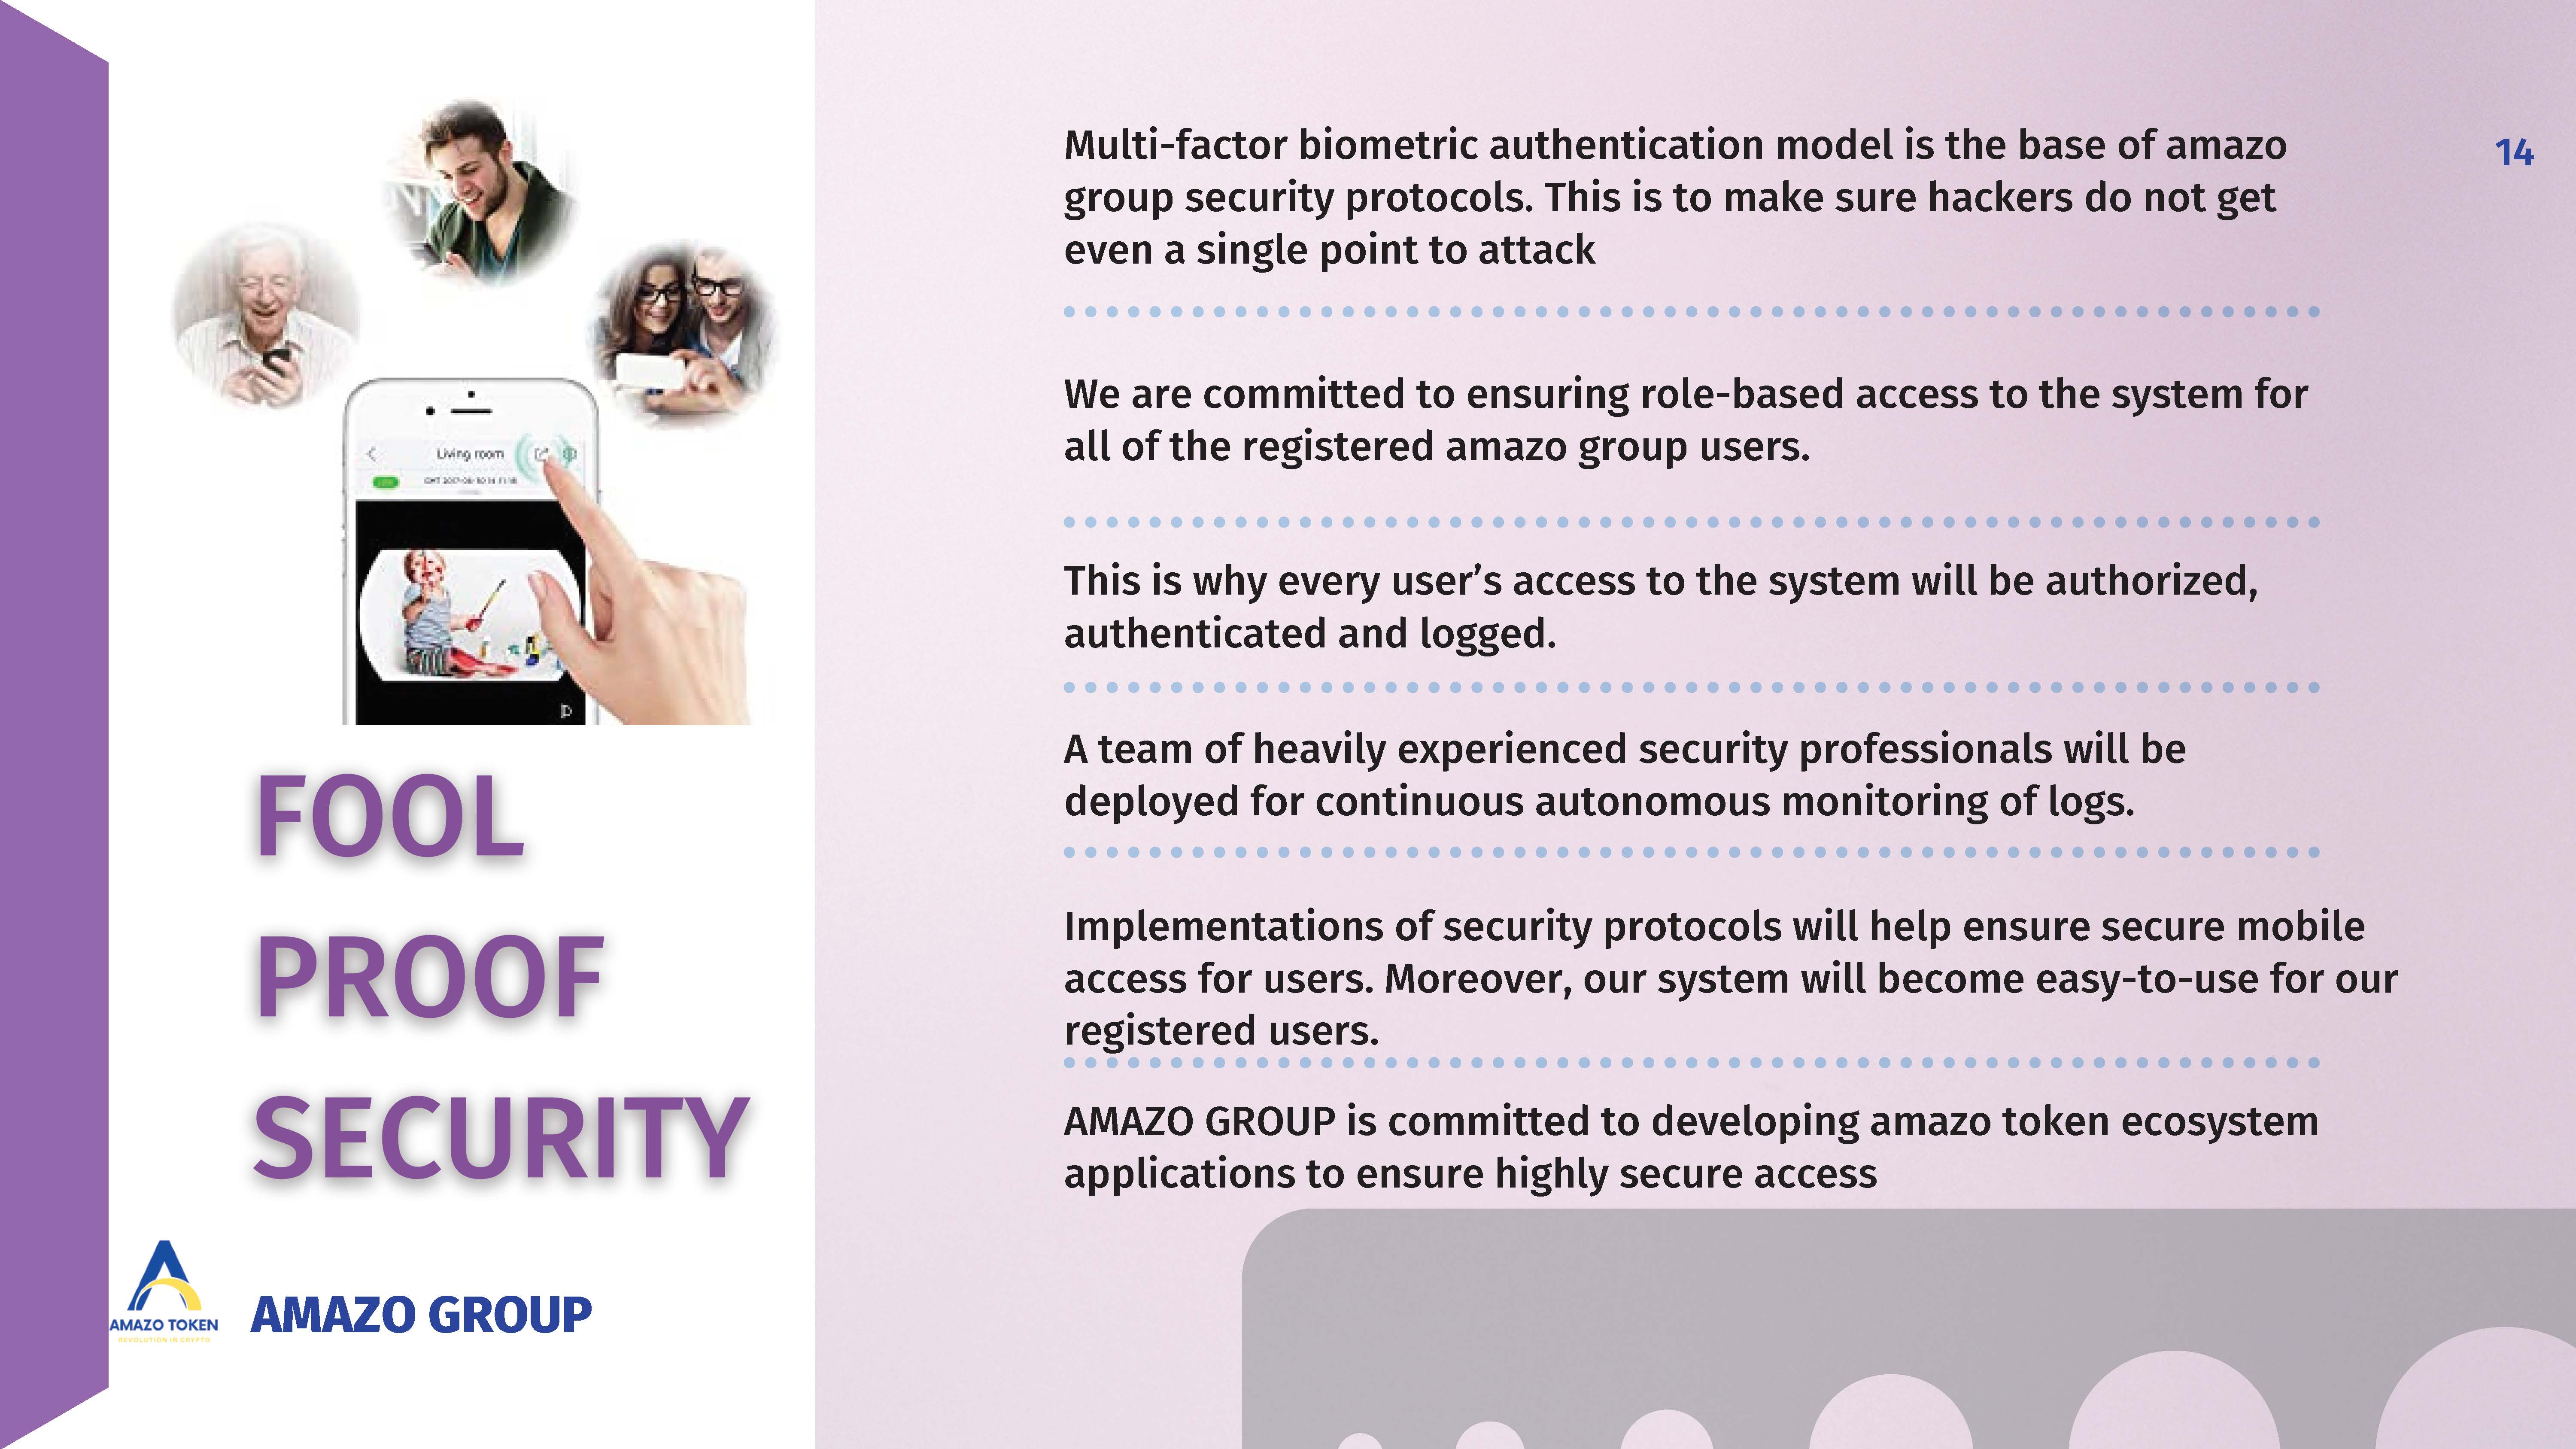 Multi-factor biometric authentication model is the base of amazo
group security protocols. This is to make sure hackers do not get
even a single point to attack
14
We are committed to ensuring role-based access to the system for
all of the registered amazo group users.
This is why every user’s access to the system will be authorized,
authenticated and logged.
A team of heavily experienced security professionals will be
deployed for continuous autonomous monitoring of logs.
Implementations of security protocols will help ensure secure mobile
access for users. Moreover, our system will become easy-to-use for our
registered users.
AMAZO GROUP is committed to developing amazo token ecosystem
applications to ensure highly secure access
Living room
FOOL
PROOF
SECURITY
AMAZO TOKEN
REVOLUTION IN CRYPTO
AMAZO GROUP